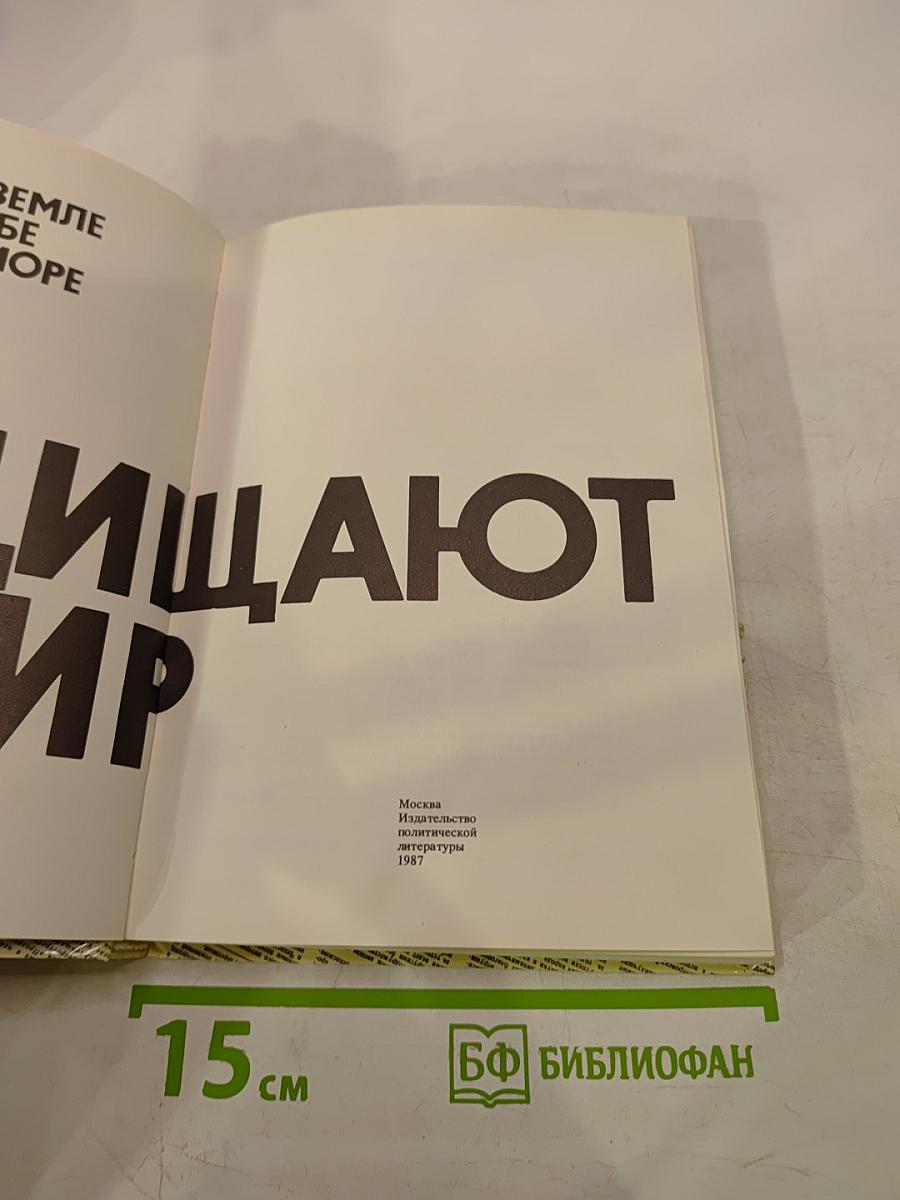 ЗЕМЛЕ
БЕ
МОРЕ
ЩИЩАЮТ
ИР
Москва
Издательство
политической
литературы
1987
15 см
БФ БИБЛИОФАН